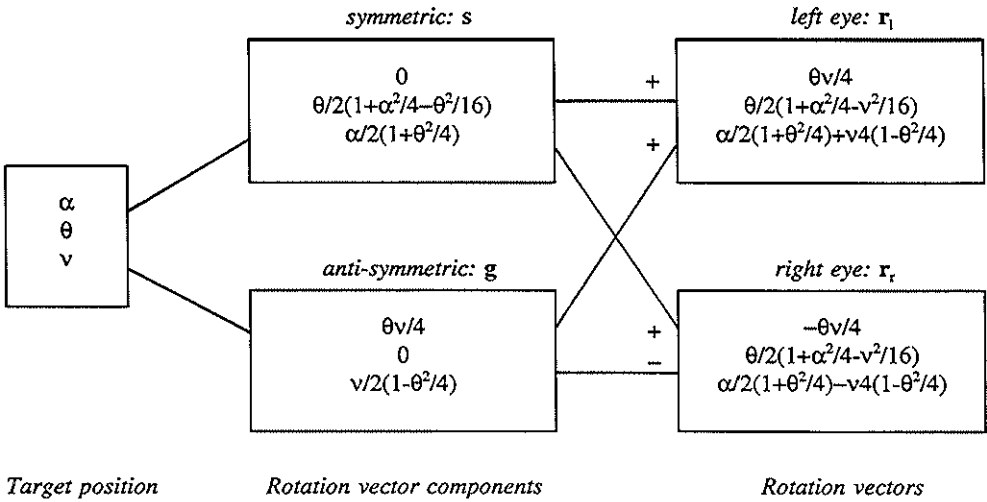 symmetric: s
0
θ/2(1+α²/4−θ²/16)
α/2(1+θ²/4)
left eye: rₗ
θν/4
θ/2(1+α²/4-ν²/16)
α/2(1+θ²/4)+ν4(1-θ²/4)
+
+
α
θ
ν
anti-symmetric: g
θν/4
0
ν/2(1-θ²/4)
+
−
right eye: rᵣ
−θν/4
θ/2(1+α²/4-ν²/16)
α/2(1+θ²/4)−ν4(1-θ²/4)
Target position
Rotation vector components
Rotation vectors